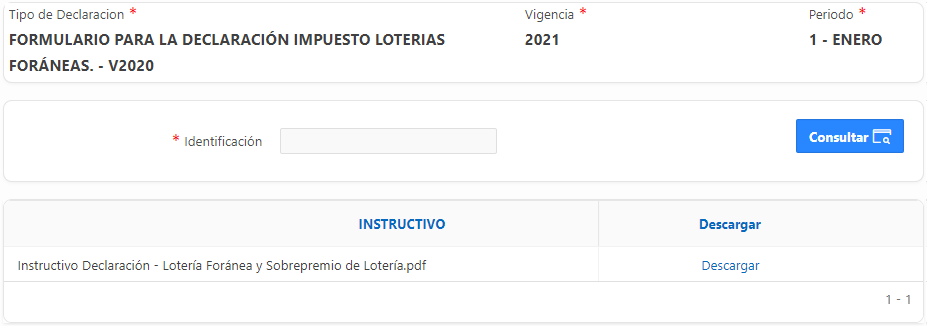 Tipo de Declaracion * Vigencia * Periodo *
FORMULARIO PARA LA DECLARACIÓN IMPUESTO LOTERIAS 2021 1 - ENERO
FORÁNEAS. - V2020
* Identificación Consultar
INSTRUCTIVO Descargar
Instructivo Declaración - Lotería Foránea y Sobrepremio de Lotería.pdf Descargar
1 - 1